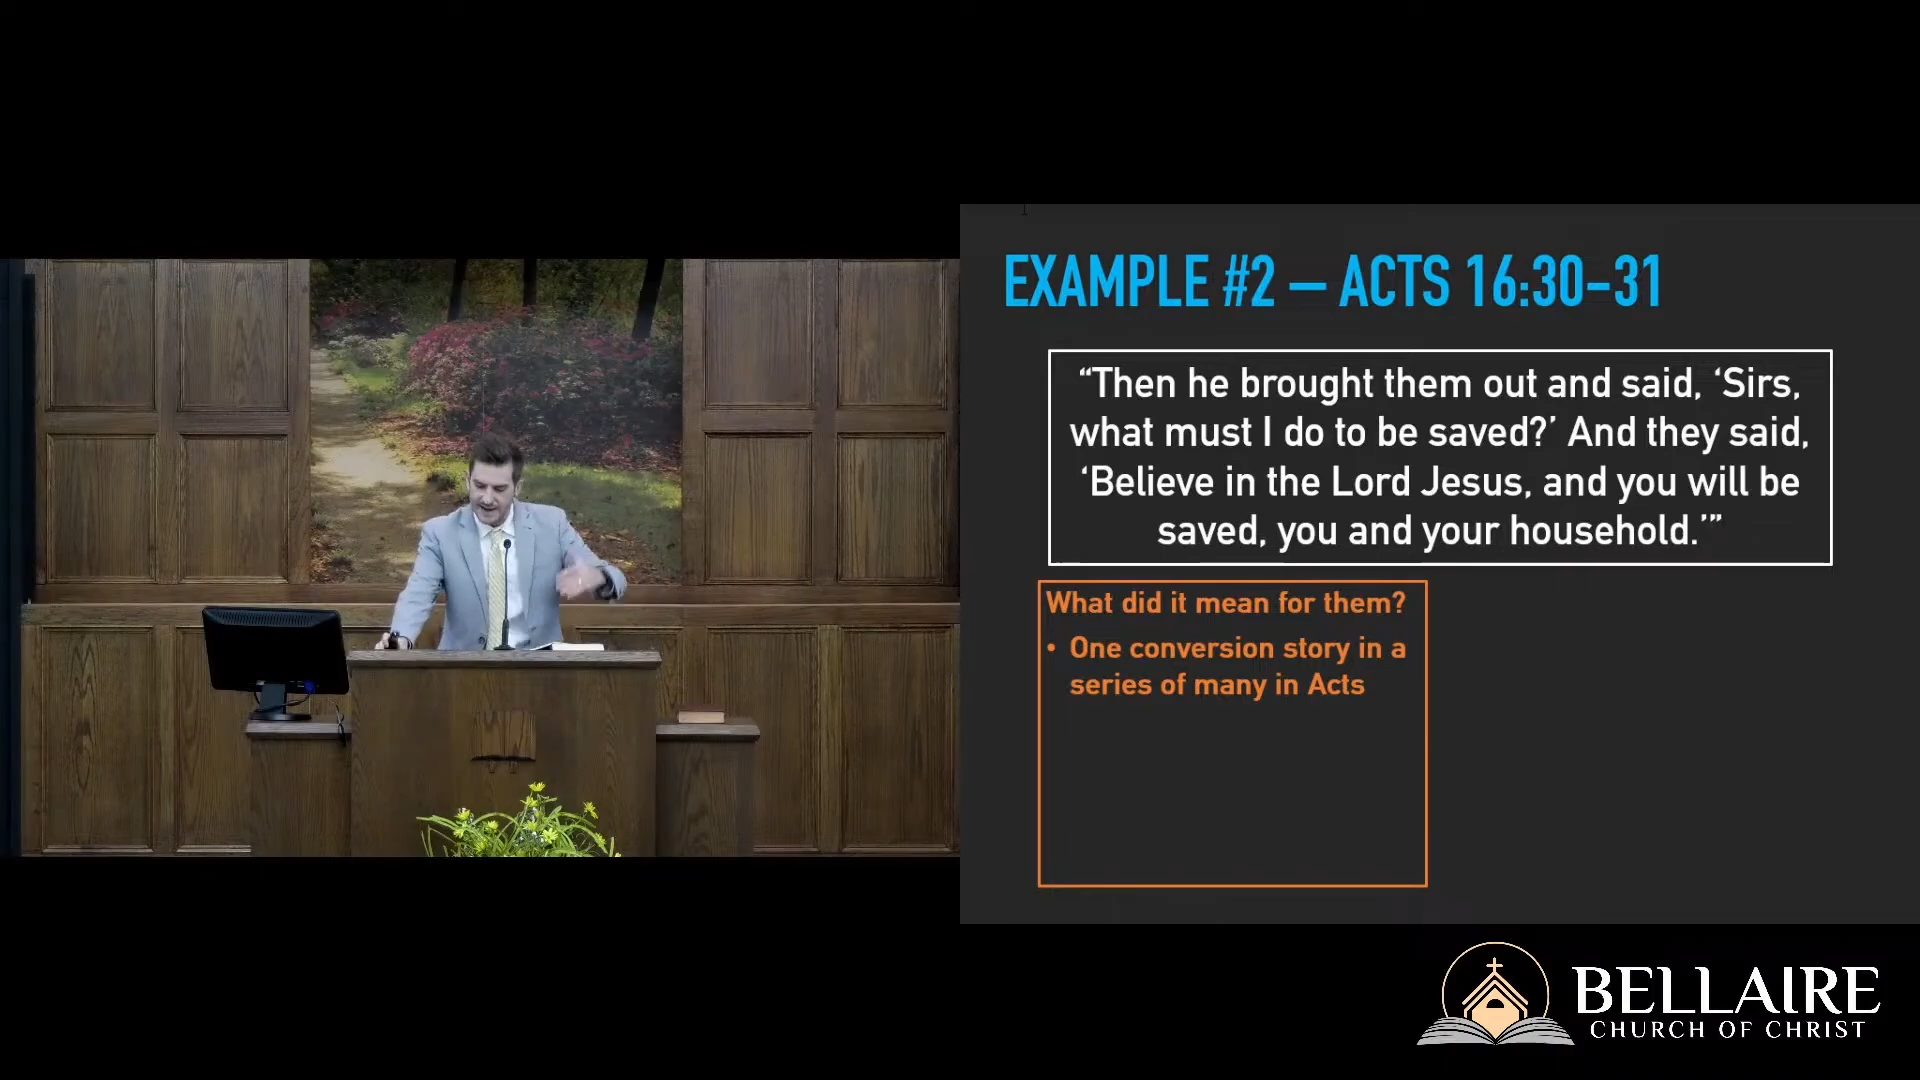 EXAMPLE #2 – ACTS 16:30-31
“Then he brought them out and said, ‘Sirs,
what must I do to be saved?’ And they said,
‘Believe in the Lord Jesus, and you will be
saved, you and your household.’”
What did it mean for them?
• One conversion story in a
series of many in Acts
BELLAIRE
CHURCH OF CHRIST